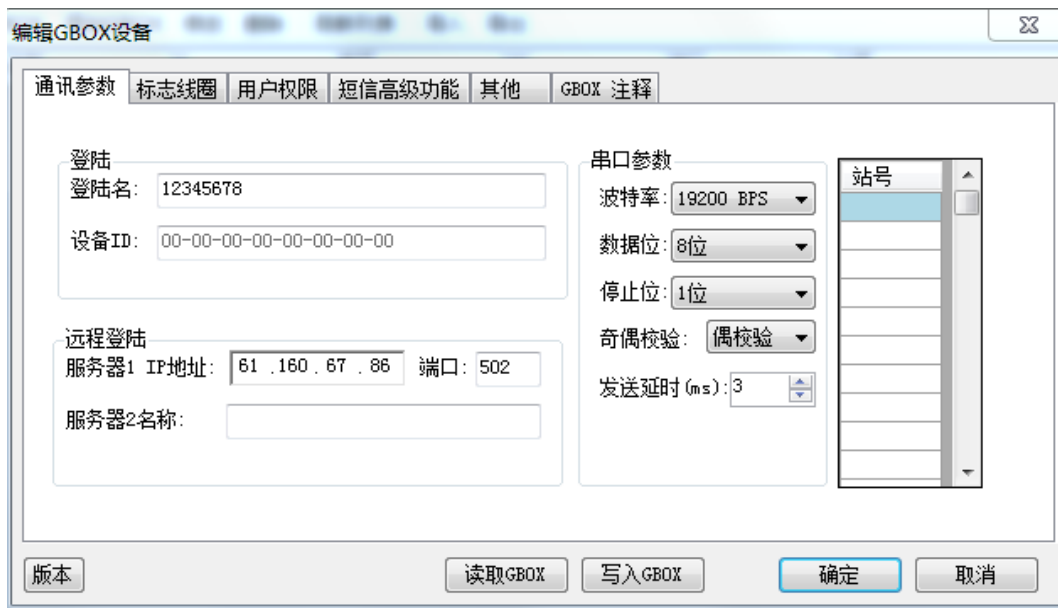 编辑GBOX设备
通讯参数 标志线圈 用户权限 短信高级功能 其他 GBOX 注释
登陆
登陆名: 12345678
设备ID: 00-00-00-00-00-00-00-00
远程登陆
服务器1 IP地址: 61 .160 . 67 . 86 端口: 502
服务器2名称:
串口参数
波特率: 19200 BPS
数据位: 8位
停止位: 1位
奇偶校验: 偶校验
发送延时(ms): 3
站号
版本 读取GBOX 写入GBOX 确定 取消